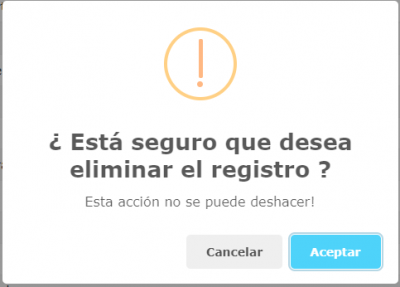 ¿ Está seguro que desea
eliminar el registro ?
Esta acción no se puede deshacer!
Cancelar
Aceptar